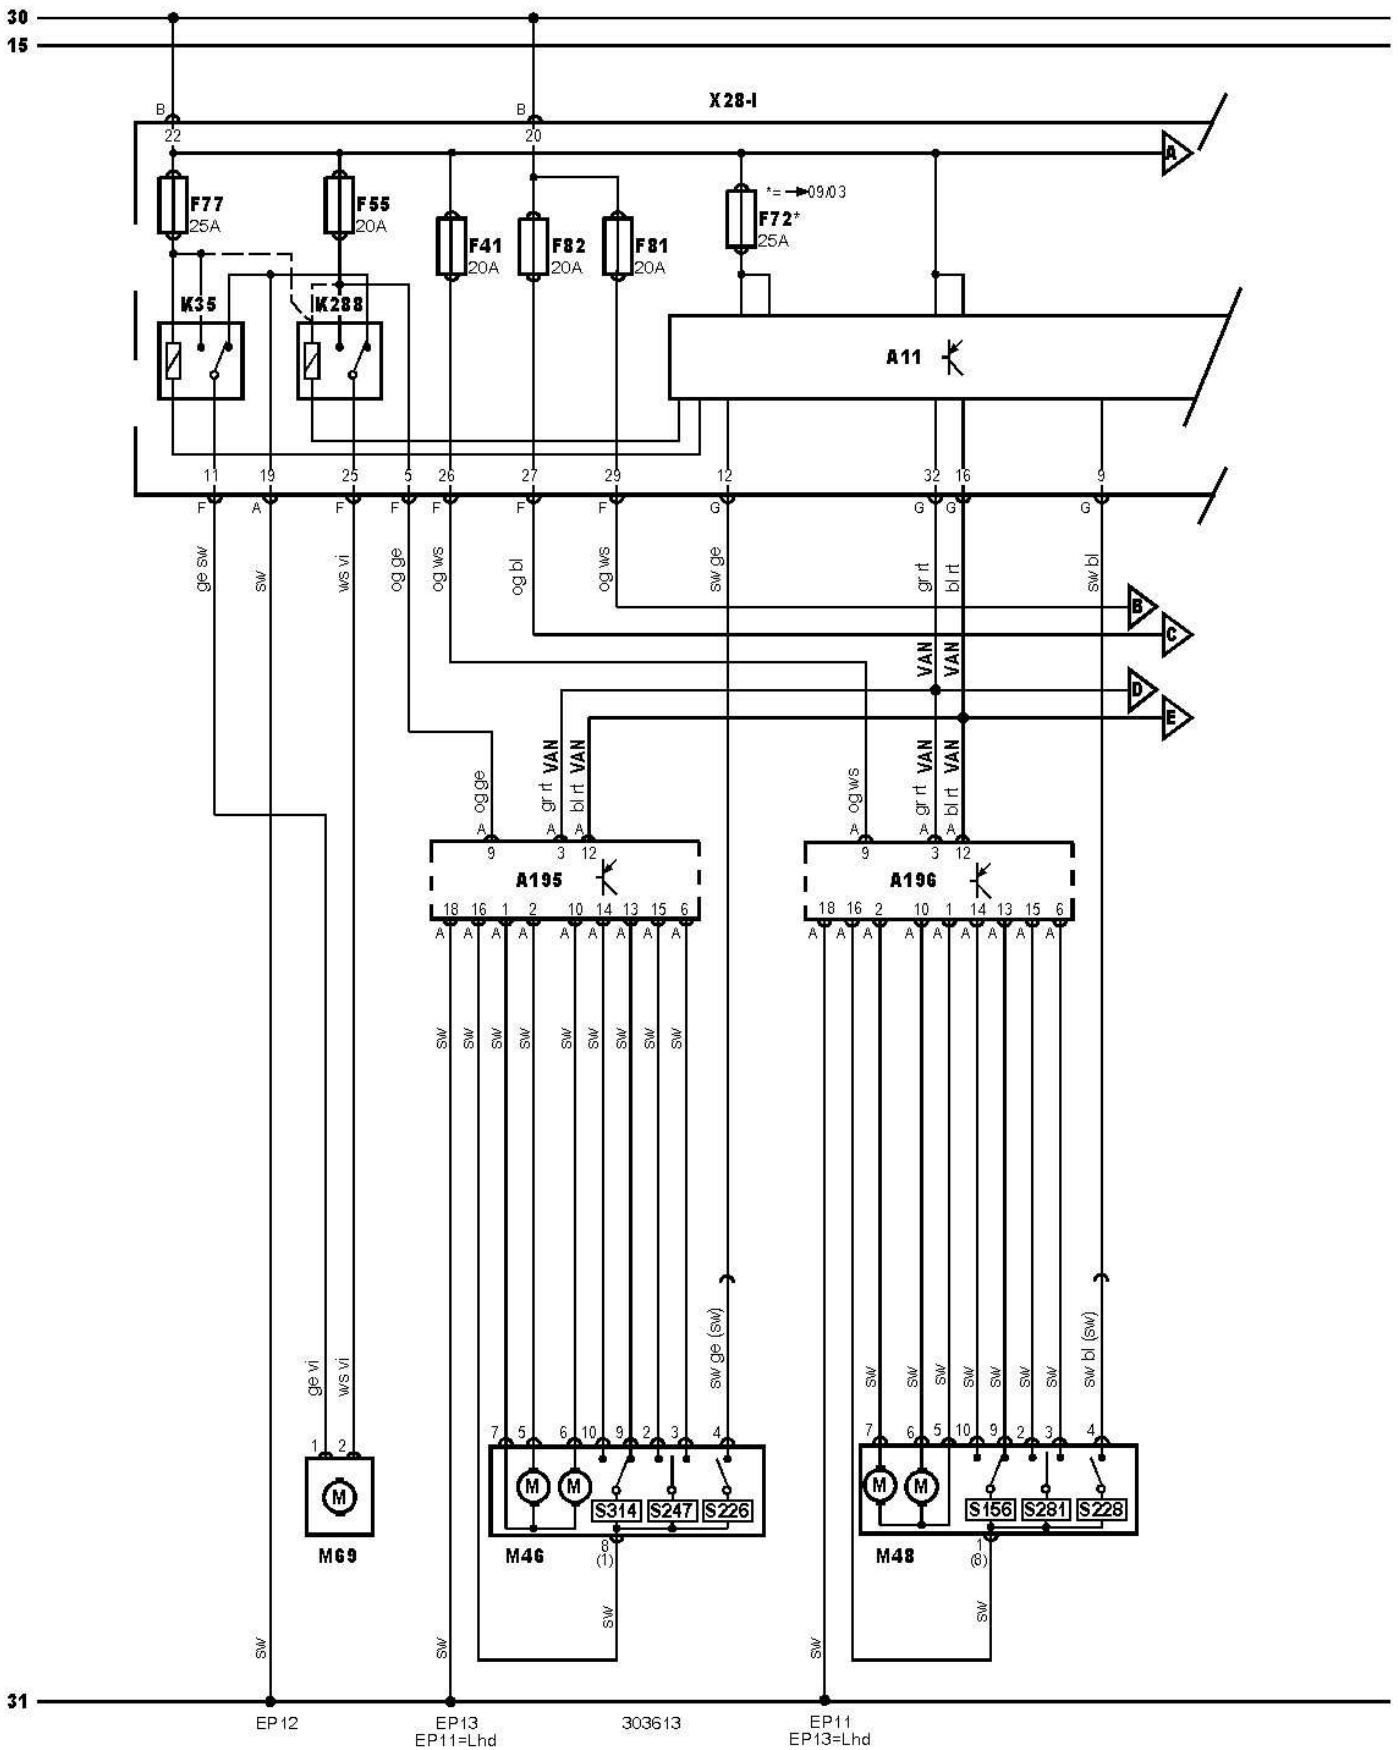 30
15
X28-I
B B
22 20
A
F77
25A
F55
20A
F41
20A
F82
20A
F81
20A
*= 09/03
F72*
25A
K35 K288
A11
11 19 25 5 26 27 29 12 32 16 9
F A F F F F F G G G G
ge sw
sw
ws vi
og ge
og ws
og bl
og ws
sw ge
gr rt
bl rt
sw bl
B
C
VAN VAN
D
E
og ge
gr rt VAN
bl rt VAN
og ws
gr rt VAN
bl rt VAN
A A A A A A
9 3 12 9 3 12
A195 A196
18 16 1 2 10 14 13 15 6
18 16 2 10 1 14 13 15 6
A A A A A A A A A
A A A A A A A A A
sw sw sw sw sw sw sw sw sw
ge vi
ws vi
sw ge (sw)
sw sw sw sw sw sw sw
sw bl (sw)
1 2
7 5 6 10 9 2 3 4
7 6 5 10 9 2 3 4
M
M M
M M
S314 S247 S226
S156 S281 S228
M69 M46 M48
8
(1)
1
(8)
sw sw sw sw sw
31
EP12
EP13
EP11=Lhd
303613
EP11
EP13=Lhd